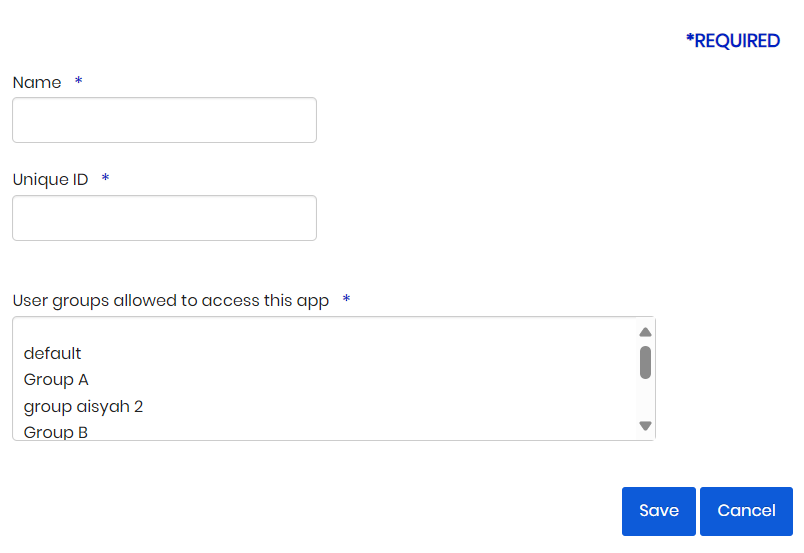 *REQUIRED
Name *
Unique ID *
User groups allowed to access this app *
default
Group A
group aisyah 2
Group B
Save Cancel